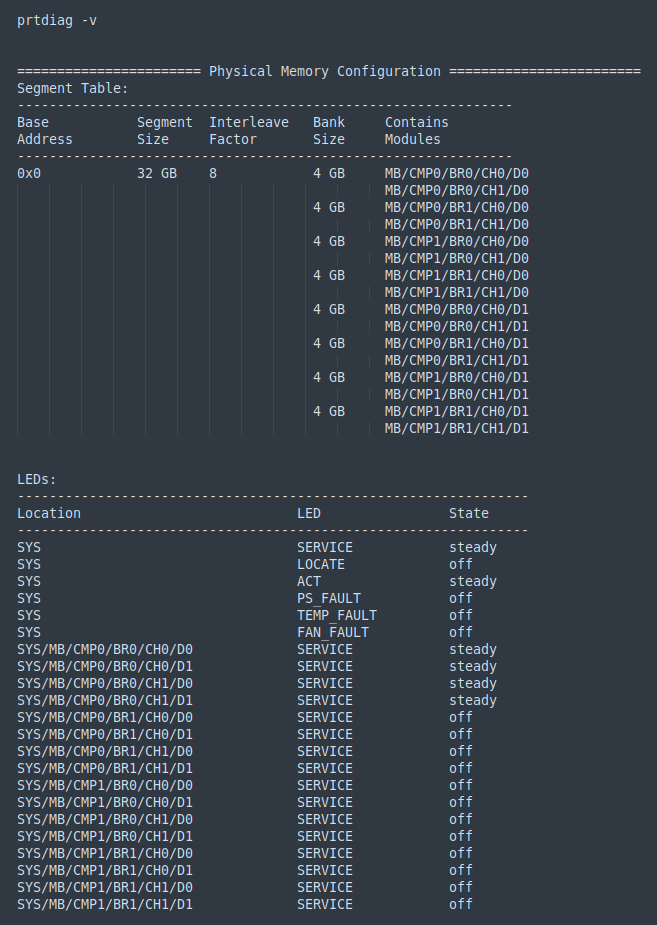 prtdiag -v
======================= Physical Memory Configuration ========================
Segment Table:
--------------------------------------------------------------
Base           Segment  Interleave   Bank     Contains
Address        Size     Factor       Size     Modules
--------------------------------------------------------------
0x0            32 GB    8            4 GB     MB/CMP0/BR0/CH0/D0
                                              MB/CMP0/BR0/CH1/D0
                                     4 GB     MB/CMP0/BR1/CH0/D0
                                              MB/CMP0/BR1/CH1/D0
                                     4 GB     MB/CMP1/BR0/CH0/D0
                                              MB/CMP1/BR0/CH1/D0
                                     4 GB     MB/CMP1/BR1/CH0/D0
                                              MB/CMP1/BR1/CH1/D0
                                     4 GB     MB/CMP0/BR0/CH0/D1
                                              MB/CMP0/BR0/CH1/D1
                                     4 GB     MB/CMP0/BR1/CH0/D1
                                              MB/CMP0/BR1/CH1/D1
                                     4 GB     MB/CMP1/BR0/CH0/D1
                                              MB/CMP1/BR0/CH1/D1
                                     4 GB     MB/CMP1/BR1/CH0/D1
                                              MB/CMP1/BR1/CH1/D1
LEDs:
----------------------------------------------------------------
Location                           LED                State
----------------------------------------------------------------
SYS                                SERVICE            steady
SYS                                LOCATE             off
SYS                                ACT                steady
SYS                                PS_FAULT           off
SYS                                TEMP_FAULT         off
SYS                                FAN_FAULT          off
SYS/MB/CMP0/BR0/CH0/D0             SERVICE            steady
SYS/MB/CMP0/BR0/CH0/D1             SERVICE            steady
SYS/MB/CMP0/BR0/CH1/D0             SERVICE            steady
SYS/MB/CMP0/BR0/CH1/D1             SERVICE            steady
SYS/MB/CMP0/BR1/CH0/D0             SERVICE            off
SYS/MB/CMP0/BR1/CH0/D1             SERVICE            off
SYS/MB/CMP0/BR1/CH1/D0             SERVICE            off
SYS/MB/CMP0/BR1/CH1/D1             SERVICE            off
SYS/MB/CMP1/BR0/CH0/D0             SERVICE            off
SYS/MB/CMP1/BR0/CH0/D1             SERVICE            off
SYS/MB/CMP1/BR0/CH1/D0             SERVICE            off
SYS/MB/CMP1/BR0/CH1/D1             SERVICE            off
SYS/MB/CMP1/BR1/CH0/D0             SERVICE            off
SYS/MB/CMP1/BR1/CH0/D1             SERVICE            off
SYS/MB/CMP1/BR1/CH1/D0             SERVICE            off
SYS/MB/CMP1/BR1/CH1/D1             SERVICE            off